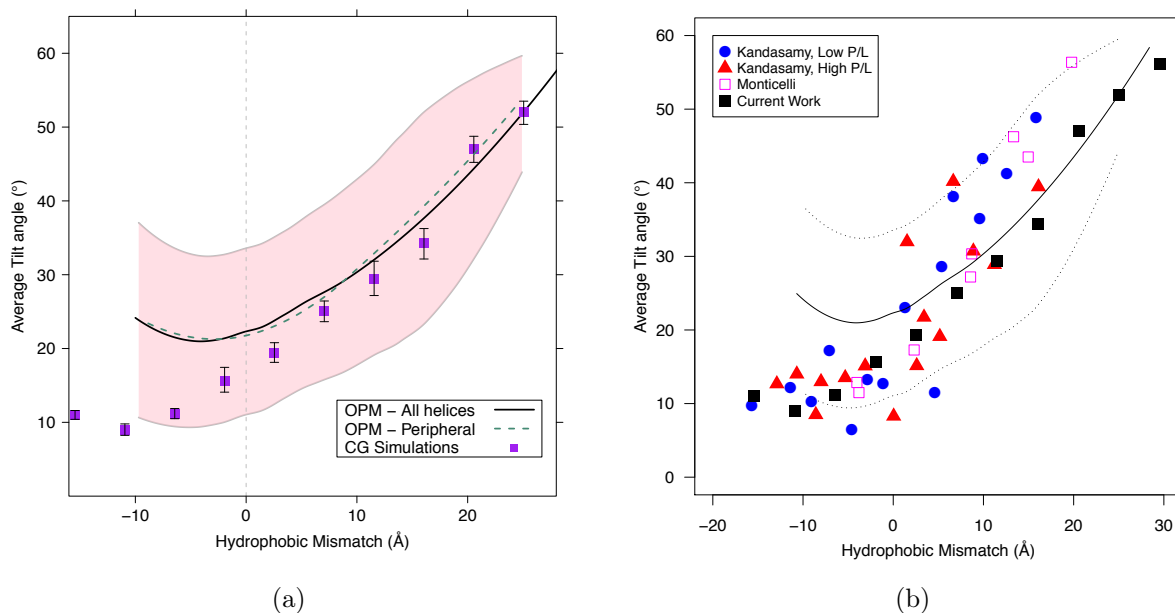 60
50
40
30
20
10
Average Tilt angle (°)
OPM − All helices
OPM − Peripheral
CG Simulations
−10
0
10
20
Hydrophobic Mismatch (Å)
(a)
60
50
40
30
20
10
0
Average Tilt angle (°)
Kandasamy, Low P/L
Kandasamy, High P/L
Monticelli
Current Work
−20
−10
0
10
20
30
Hydrophobic Mismatch (Å)
(b)